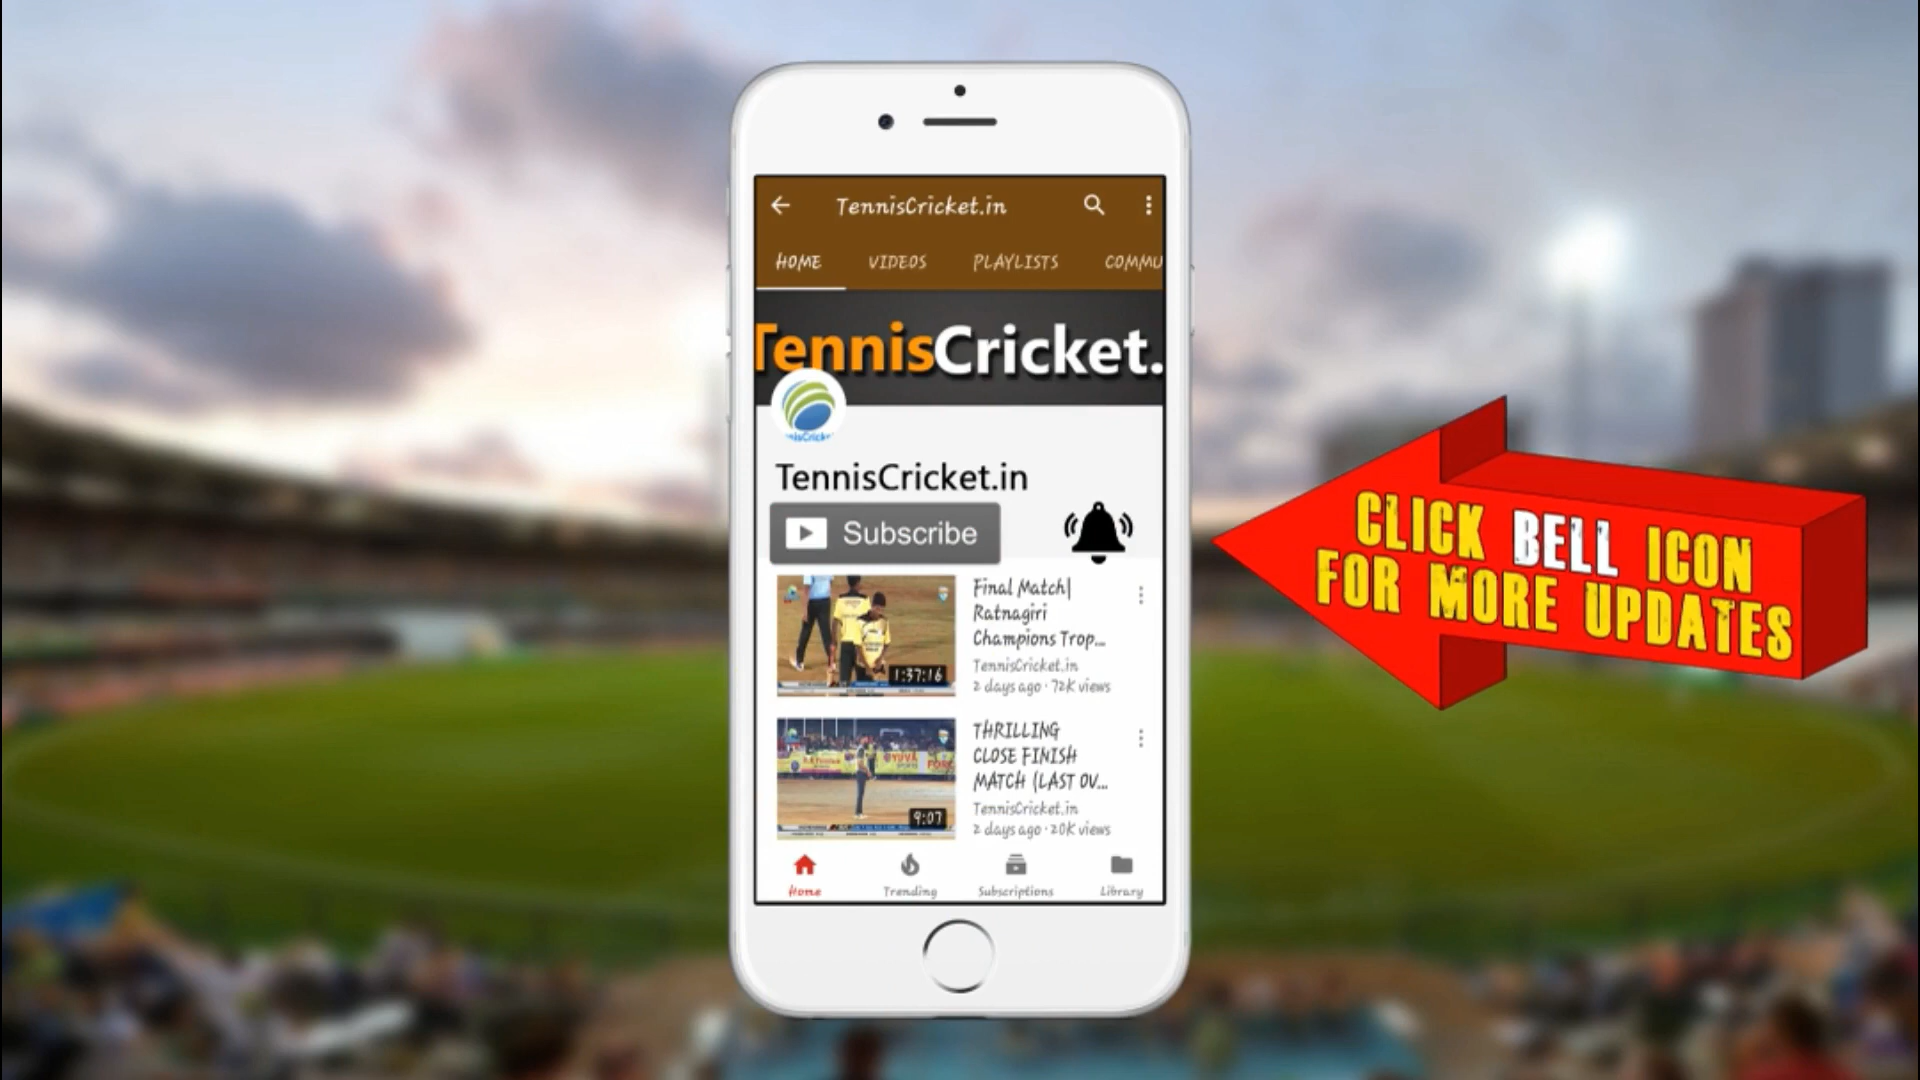 TennisCricket.in
HOME VIDEOS PLAYLISTS COMMU
TennisCricket.
TennisCricket.in
Subscribe
Final Match|
Ratnagiri
Champions Trop...
TennisCricket.in
2 days ago · 72K views
1:37:16
THRILLING
CLOSE FINISH
MATCH (LAST OV...
TennisCricket.in
2 days ago · 20K views
9:07
Home Trending Subscriptions Library
CLICK BELL ICON
FOR MORE UPDATES